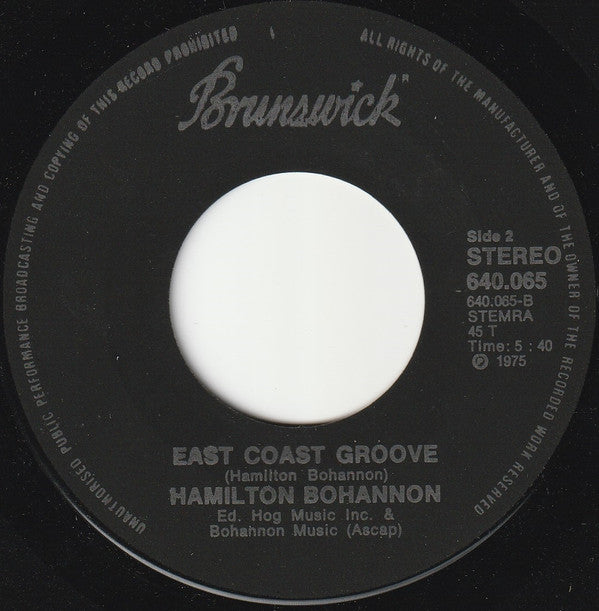 ALL RIGHTS OF THE MANUFACTURER AND OF THE OWNER OF THE RECORDED WORK RESERVED
UNAUTHORISED PUBLIC PERFORMANCE BROADCASTING AND COPYING OF THIS RECORD PROHIBITED
Brunswick
Side 2
STEREO
640.065
640.065-B
STEMRA
45 T
Time: 5 : 40
℗ 1975
EAST COAST GROOVE
(Hamilton Bohannon)
HAMILTON BOHANNON
Ed. Hog Music Inc. &
Bohannon Music (Ascap)